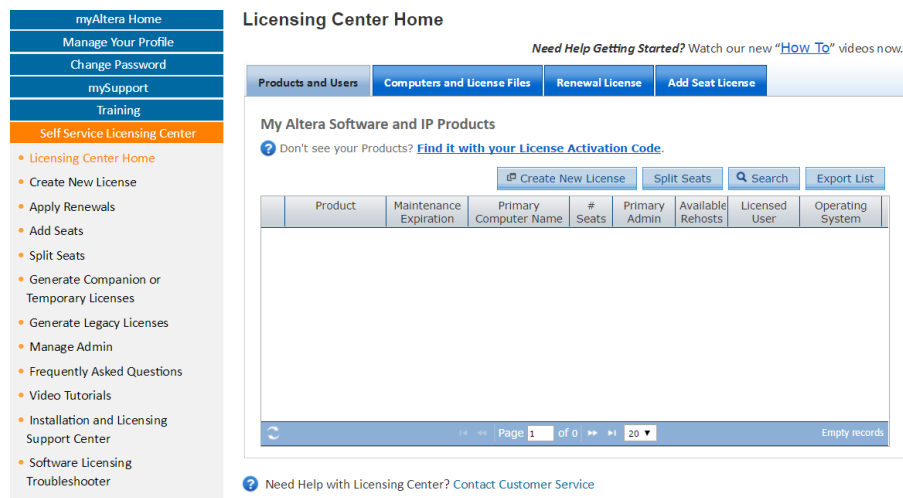 myAltera Home
Manage Your Profile
Change Password
mySupport
Training
Self Service Licensing Center
• Licensing Center Home
• Create New License
• Apply Renewals
• Add Seats
• Split Seats
• Generate Companion or
Temporary Licenses
• Generate Legacy Licenses
• Manage Admin
• Frequently Asked Questions
• Video Tutorials
• Installation and Licensing
Support Center
• Software Licensing
Troubleshooter
Licensing Center Home
Need Help Getting Started? Watch our new “How To” videos now.
Products and Users Computers and License Files Renewal License Add Seat License
My Altera Software and IP Products
? Don't see your Products? Find it with your License Activation Code.
Create New License Split Seats Search Export List
Product Maintenance Primary # Primary Available Licensed Operating
Expiration Computer Name Seats Admin Rehosts User System
Page 1 of 0 20 Empty records
? Need Help with Licensing Center? Contact Customer Service